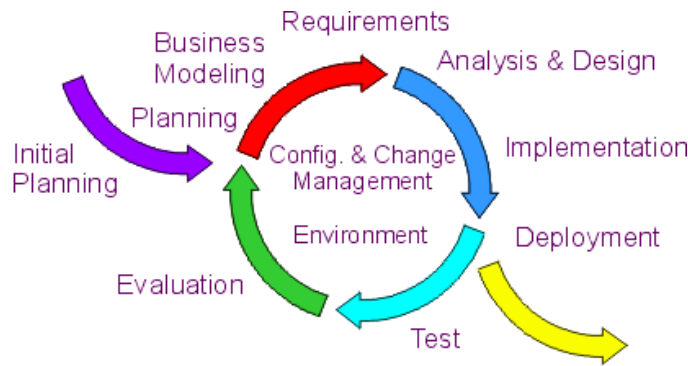 Requirements
Business
Modeling
Analysis & Design
Planning
Initial
Planning
Config. & Change
Management
Implementation
Environment
Deployment
Evaluation
Test